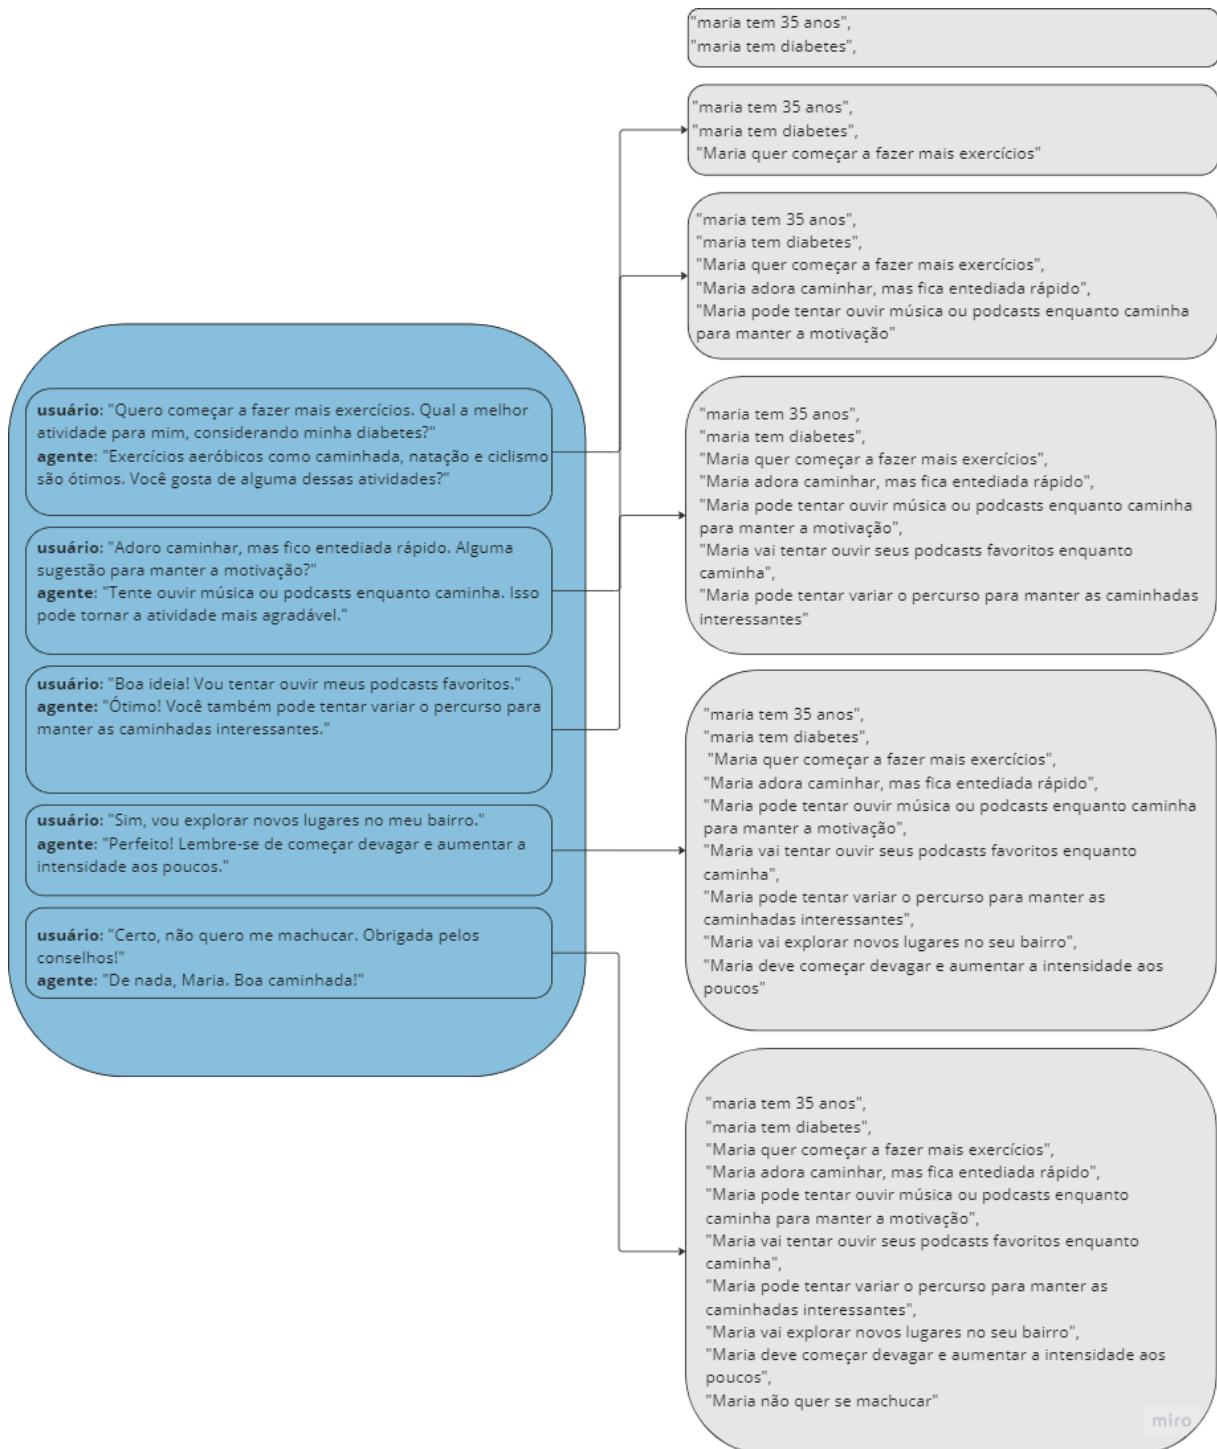 "maria tem 35 anos",
"maria tem diabetes",
"maria tem 35 anos",
"maria tem diabetes",
"Maria quer começar a fazer mais exercícios"
"maria tem 35 anos",
"maria tem diabetes",
"Maria quer começar a fazer mais exercícios",
"Maria adora caminhar, mas fica entediada rápido",
"Maria pode tentar ouvir música ou podcasts enquanto caminha
para manter a motivação"
usuário: "Quero começar a fazer mais exercícios. Qual a melhor
atividade para mim, considerando minha diabetes?"
agente: "Exercícios aeróbicos como caminhada, natação e ciclismo
são ótimos. Você gosta de alguma dessas atividades?"
usuário: "Adoro caminhar, mas fico entediada rápido. Alguma
sugestão para manter a motivação?"
agente: "Tente ouvir música ou podcasts enquanto caminha. Isso
pode tornar a atividade mais agradável."
usuário: "Boa ideia! Vou tentar ouvir meus podcasts favoritos."
agente: "Ótimo! Você também pode tentar variar o percurso para
manter as caminhadas interessantes."
usuário: "Sim, vou explorar novos lugares no meu bairro."
agente: "Perfeito! Lembre-se de começar devagar e aumentar a
intensidade aos poucos."
usuário: "Certo, não quero me machucar. Obrigada pelos
conselhos!"
agente: "De nada, Maria. Boa caminhada!"
"maria tem 35 anos",
"maria tem diabetes",
"Maria quer começar a fazer mais exercícios",
"Maria adora caminhar, mas fica entediada rápido",
"Maria pode tentar ouvir música ou podcasts enquanto caminha
para manter a motivação",
"Maria vai tentar ouvir seus podcasts favoritos enquanto
caminha",
"Maria pode tentar variar o percurso para manter as caminhadas
interessantes"
"maria tem 35 anos",
"maria tem diabetes",
"Maria quer começar a fazer mais exercícios",
"Maria adora caminhar, mas fica entediada rápido",
"Maria pode tentar ouvir música ou podcasts enquanto caminha
para manter a motivação",
"Maria vai tentar ouvir seus podcasts favoritos enquanto
caminha",
"Maria pode tentar variar o percurso para manter as
caminhadas interessantes",
"Maria vai explorar novos lugares no seu bairro",
"Maria deve começar devagar e aumentar a intensidade aos
poucos"
"maria tem 35 anos",
"maria tem diabetes",
"Maria quer começar a fazer mais exercícios",
"Maria adora caminhar, mas fica entediada rápido",
"Maria pode tentar ouvir música ou podcasts enquanto
caminha para manter a motivação",
"Maria vai tentar ouvir seus podcasts favoritos enquanto
caminha",
"Maria pode tentar variar o percurso para manter as
caminhadas interessantes",
"Maria vai explorar novos lugares no seu bairro",
"Maria deve começar devagar e aumentar a intensidade aos
poucos",
"Maria não quer se machucar"
miro